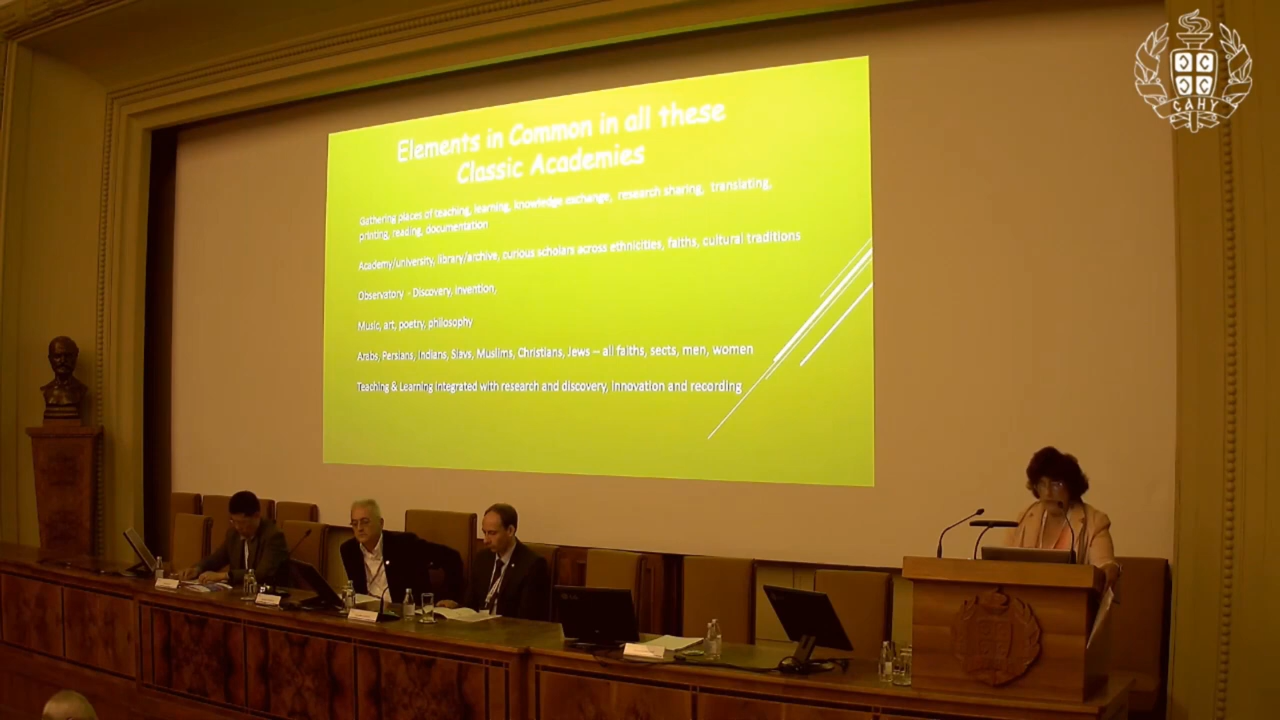 Elements in Common in all these
Classic Academies
Gathering places of teaching, learning, knowledge exchange, research sharing, translating,
printing, reading, documentation
Academy/university, library/archive, curious scholars across ethnicities, faiths, cultural traditions
Observatory - Discovery, invention,
Music, art, poetry, philosophy
Arabs, Persians, Indians, Slavs, Muslims, Christians, Jews – all faiths, sects, men, women
Teaching & Learning integrated with research and discovery, innovation and recording
САНУ